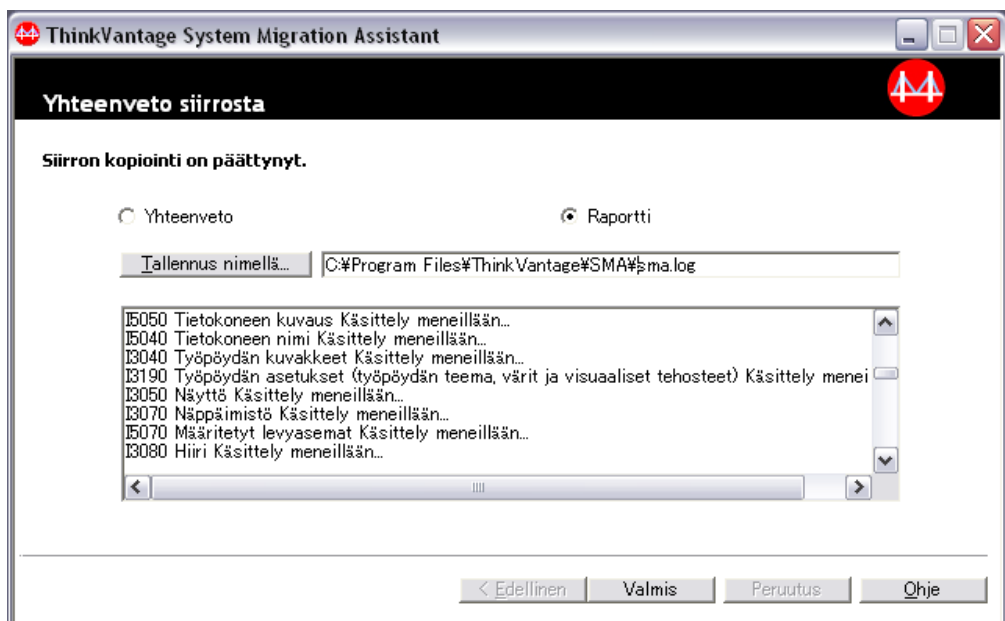 ThinkVantage System Migration Assistant
Yhteenveto siirrosta
Siirron kopiointi on päättynyt.
Yhteenveto
Raportti
Tallennus nimellä...
C:¥Program Files¥ThinkVantage¥SMA¥sma.log
I5050 Tietokoneen kuvaus Käsittely meneillään...
I5040 Tietokoneen nimi Käsittely meneillään...
I3040 Työpöydän kuvakkeet Käsittely meneillään...
I3190 Työpöydän asetukset (työpöydän teema, värit ja visuaaliset tehosteet) Käsittely menei
I3050 Näyttö Käsittely meneillään...
I3070 Näppäimistö Käsittely meneillään...
I5070 Määritetyt levyasemat Käsittely meneillään...
I3080 Hiiri Käsittely meneillään...
< Edellinen
Valmis
Peruutus
Ohje